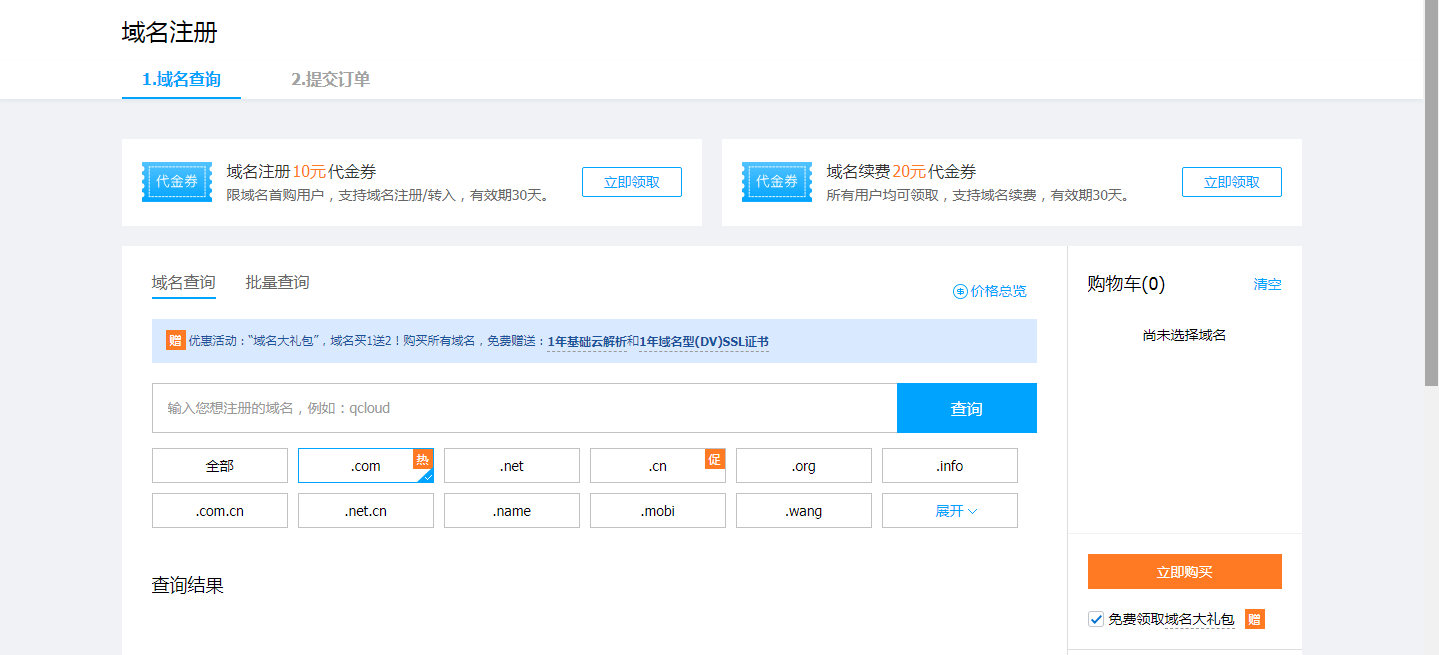 域名注册
1.域名查询 2.提交订单
代金券 域名注册10元代金券 立即领取
限域名首购用户，支持域名注册/转入，有效期30天。
代金券 域名续费20元代金券 立即领取
所有用户均可领取，支持域名续费，有效期30天。
域名查询 批量查询 价格总览
赠 优惠活动：“域名大礼包”，域名买1送2！购买所有域名，免费赠送：1年基础云解析和1年域名型(DV)SSL证书
输入您想注册的域名，例如：qcloud 查询
全部 .com 热 .net .cn 促 .org .info
.com.cn .net.cn .name .mobi .wang 展开
查询结果
购物车(0) 清空
尚未选择域名
立即购买
免费领取域名大礼包 赠